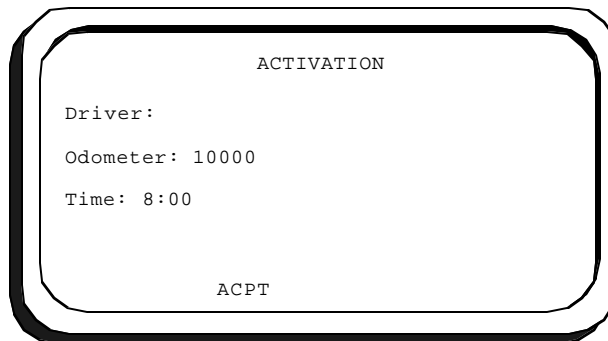 ACTIVATION
Driver:
Odometer: 10000
Time: 8:00
ACPT